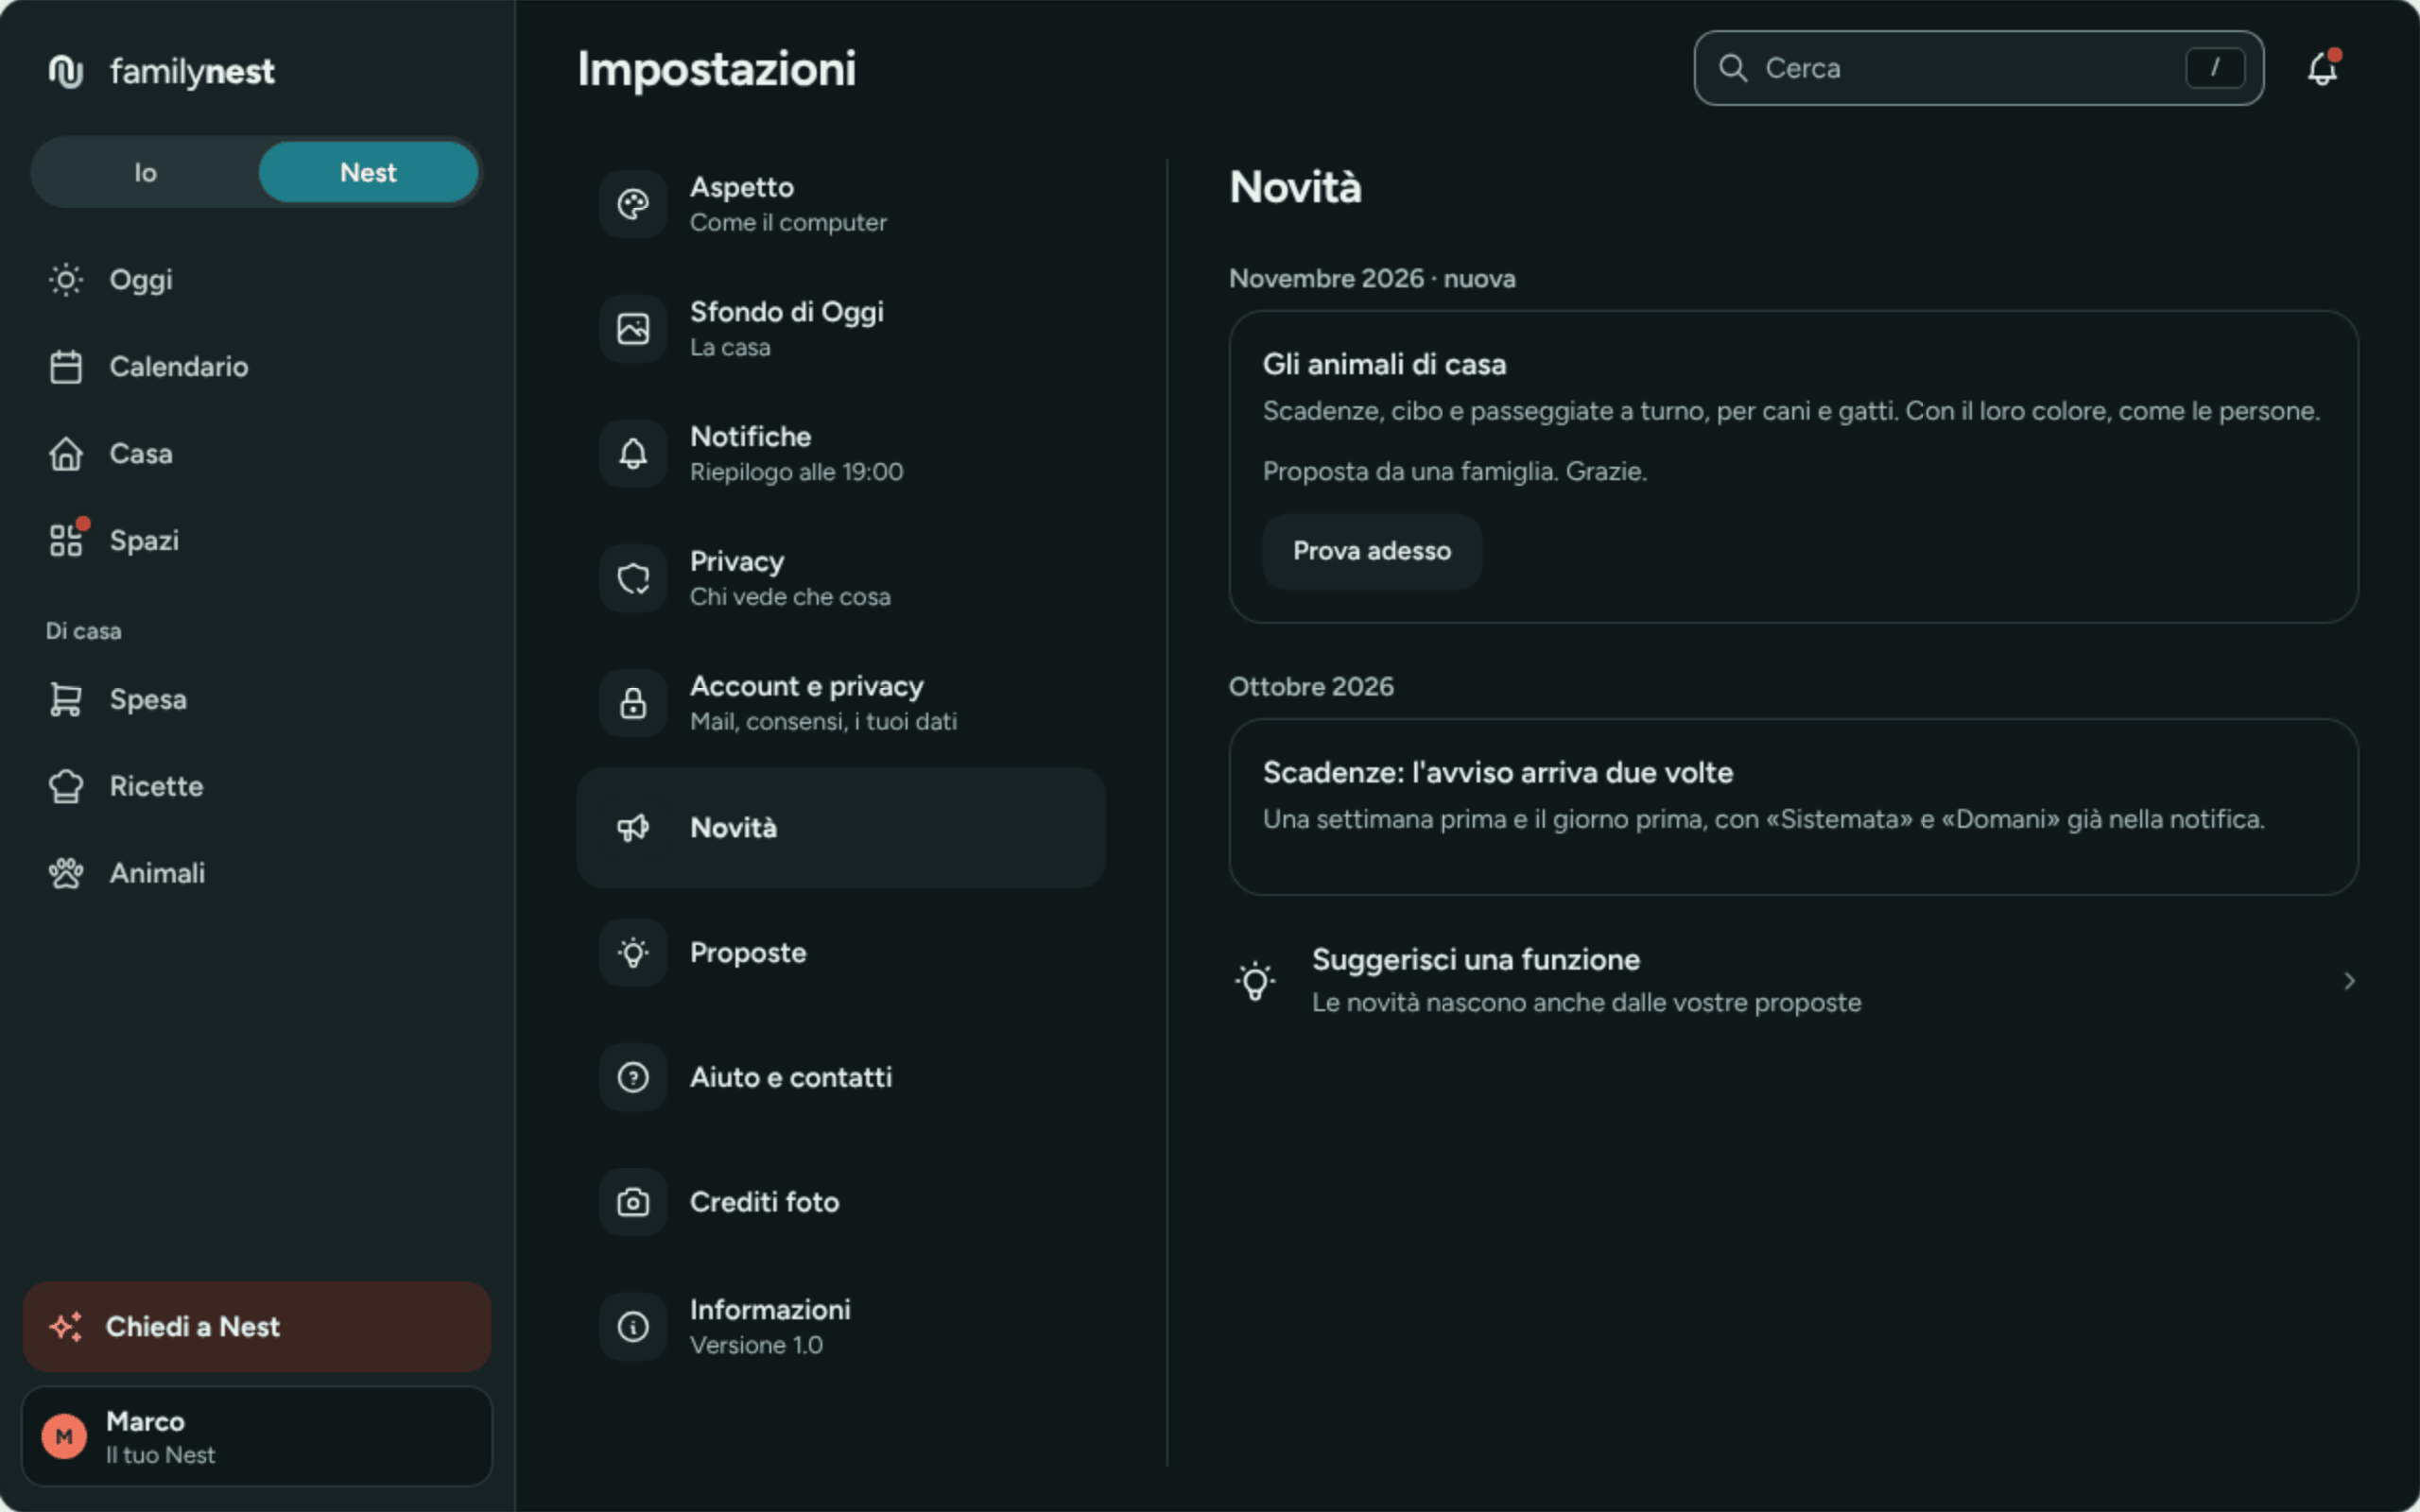 familynest
Io
Nest
Oggi
Calendario
Casa
Spazi
Di casa
Spesa
Ricette
Animali
Chiedi a Nest
M
Marco
Il tuo Nest
Impostazioni
Cerca
/
Aspetto
Come il computer
Sfondo di Oggi
La casa
Notifiche
Riepilogo alle 19:00
Privacy
Chi vede che cosa
Account e privacy
Mail, consensi, i tuoi dati
Novità
Proposte
Aiuto e contatti
Crediti foto
Informazioni
Versione 1.0
Novità
Novembre 2026 · nuova
Gli animali di casa
Scadenze, cibo e passeggiate a turno, per cani e gatti. Con il loro colore, come le persone.
Proposta da una famiglia. Grazie.
Prova adesso
Ottobre 2026
Scadenze: l'avviso arriva due volte
Una settimana prima e il giorno prima, con «Sistemata» e «Domani» già nella notifica.
Suggerisci una funzione
Le novità nascono anche dalle vostre proposte